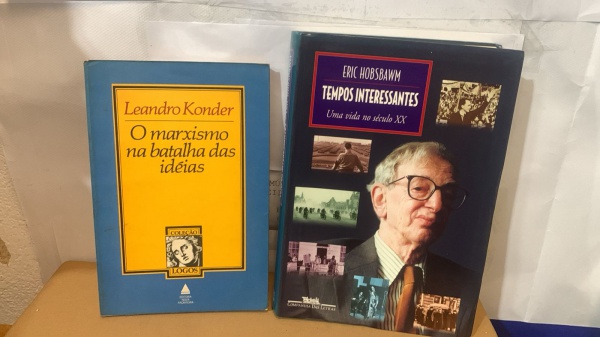 Leandro Konder
O marxismo
na batalha das
idéias
COLEÇÃO
LOGOS
ERIC HOBSBAWM
TEMPOS INTERESSANTES
Uma vida no século XX
COMPANHIA DAS LETRAS